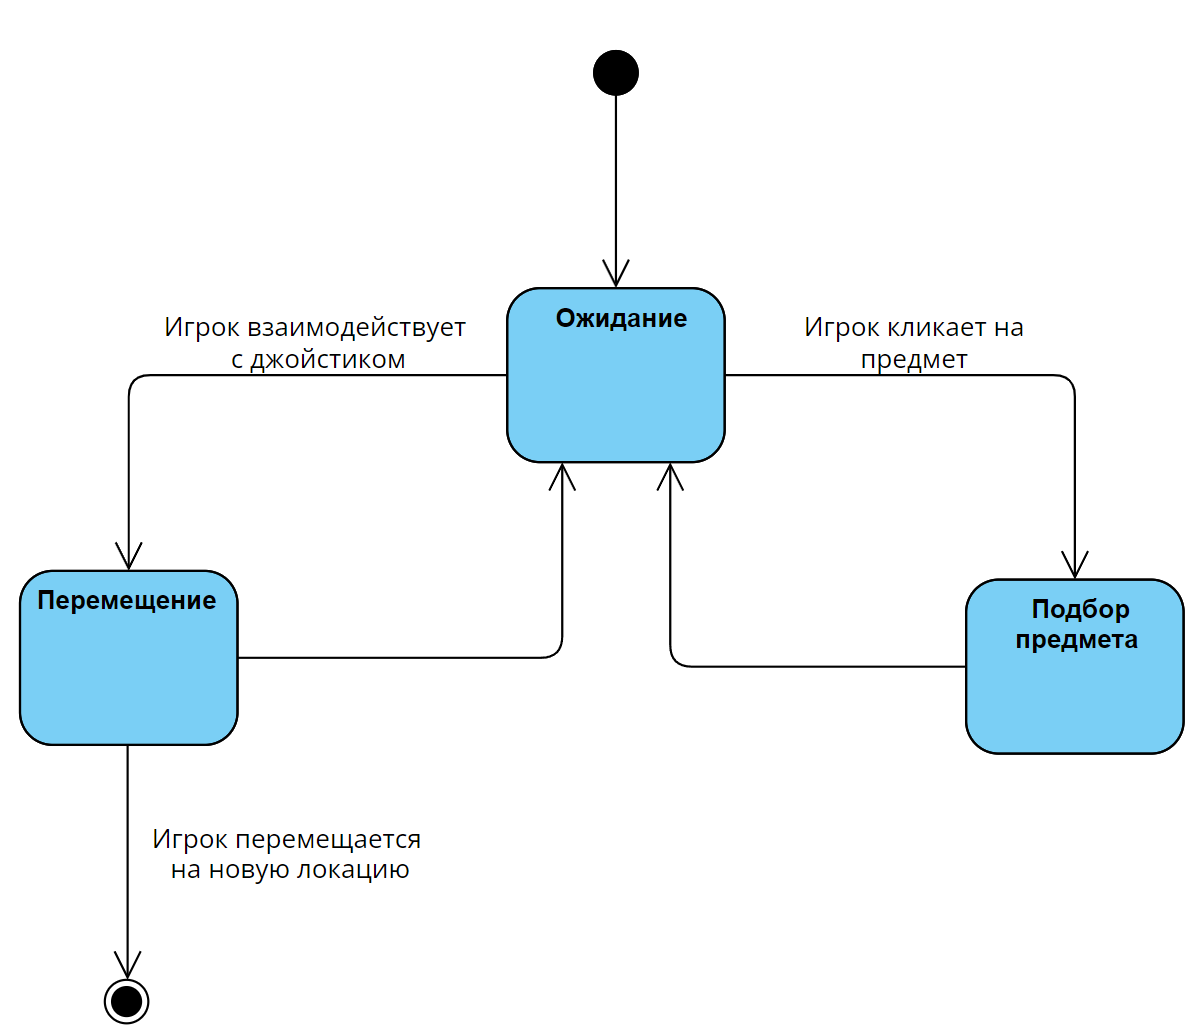 Ожидание
Игрок взаимодействует
с джойстиком
Игрок кликает на
предмет
Перемещение
Подбор
предмета
Игрок перемещается
на новую локацию